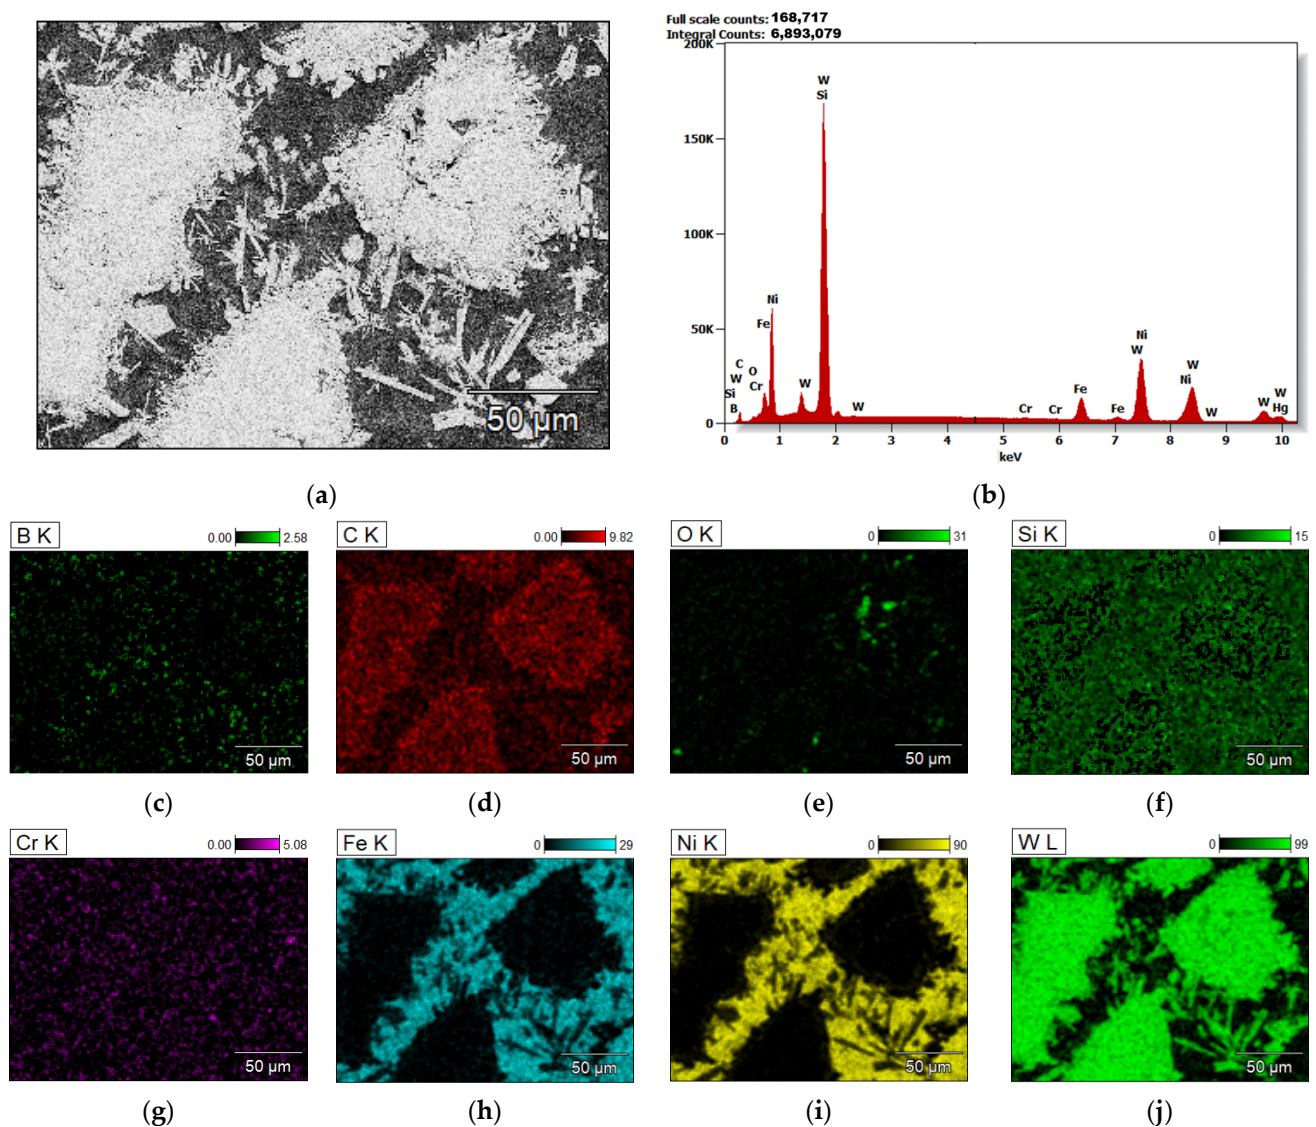 Full scale counts: 168,717
Integral Counts: 6,893,079
200K
150K
100K
50K
0
W
Si
Ni
Fe
C
W
Si
B
O
Cr
W
W
Cr
Cr
Fe
Fe
Ni
W
W
Ni
W
W
W
Hg
0 1 2 3 4 5 6 7 8 9 10
keV
50 µm
(a) (b)
B K 0.00 2.58
C K 0.00 9.82
O K 0 31
Si K 0 15
50 µm 50 µm 50 µm 50 µm
(c) (d) (e) (f)
Cr K 0.00 5.08
Fe K 0 29
Ni K 0 90
W L 0 99
50 µm 50 µm 50 µm 50 µm
(g) (h) (i) (j)